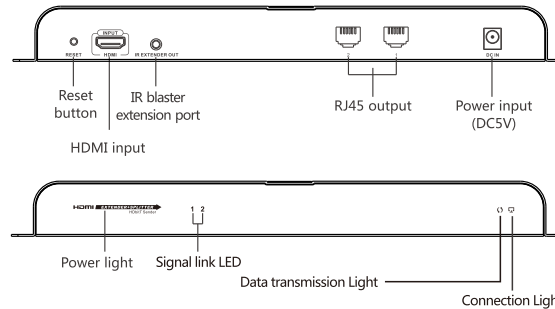 INPUT
HDMI
RESET
IR EXTENDER OUT
2 1
DC IN
Reset
button
IR blaster
extension port
HDMI input
RJ45 output
Power input
(DC5V)
HDMI EXTENDER+SPLITTER
HDbitT Sender
1 2
Power light
Signal link LED
Data transmission Light
Connection Ligh